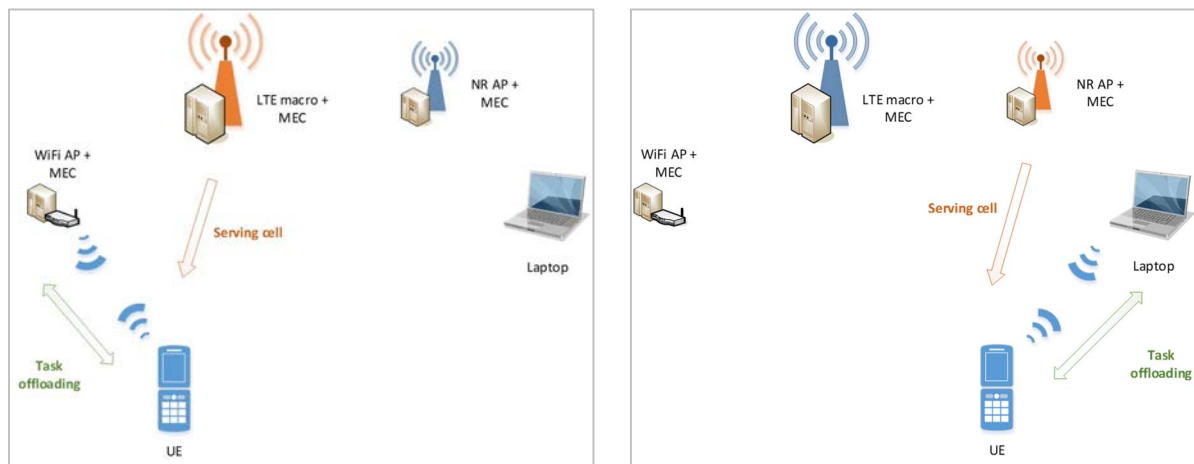 LTE macro +
MEC
NR AP +
MEC
WiFi AP +
MEC
Serving cell
Laptop
Task
offloading
UE
LTE macro +
MEC
NR AP +
MEC
WiFi AP +
MEC
Serving cell
Laptop
Task
offloading
UE